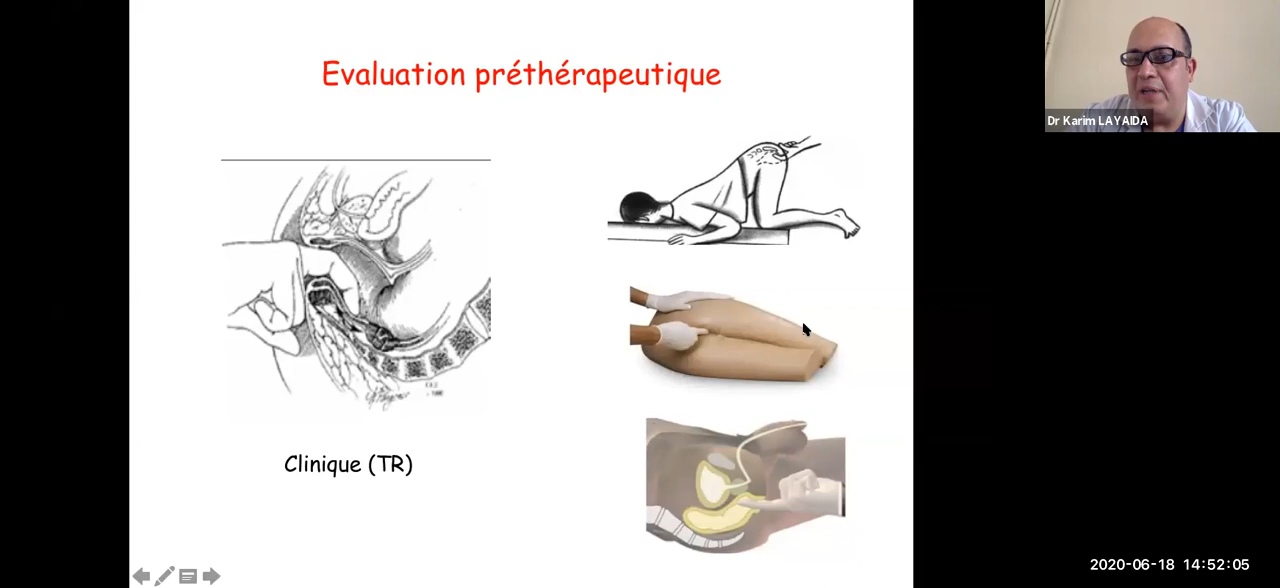 Evaluation préthérapeutique
Dr Karim LAYAIDA
Clinique (TR)
2020-06-18 14:52:05